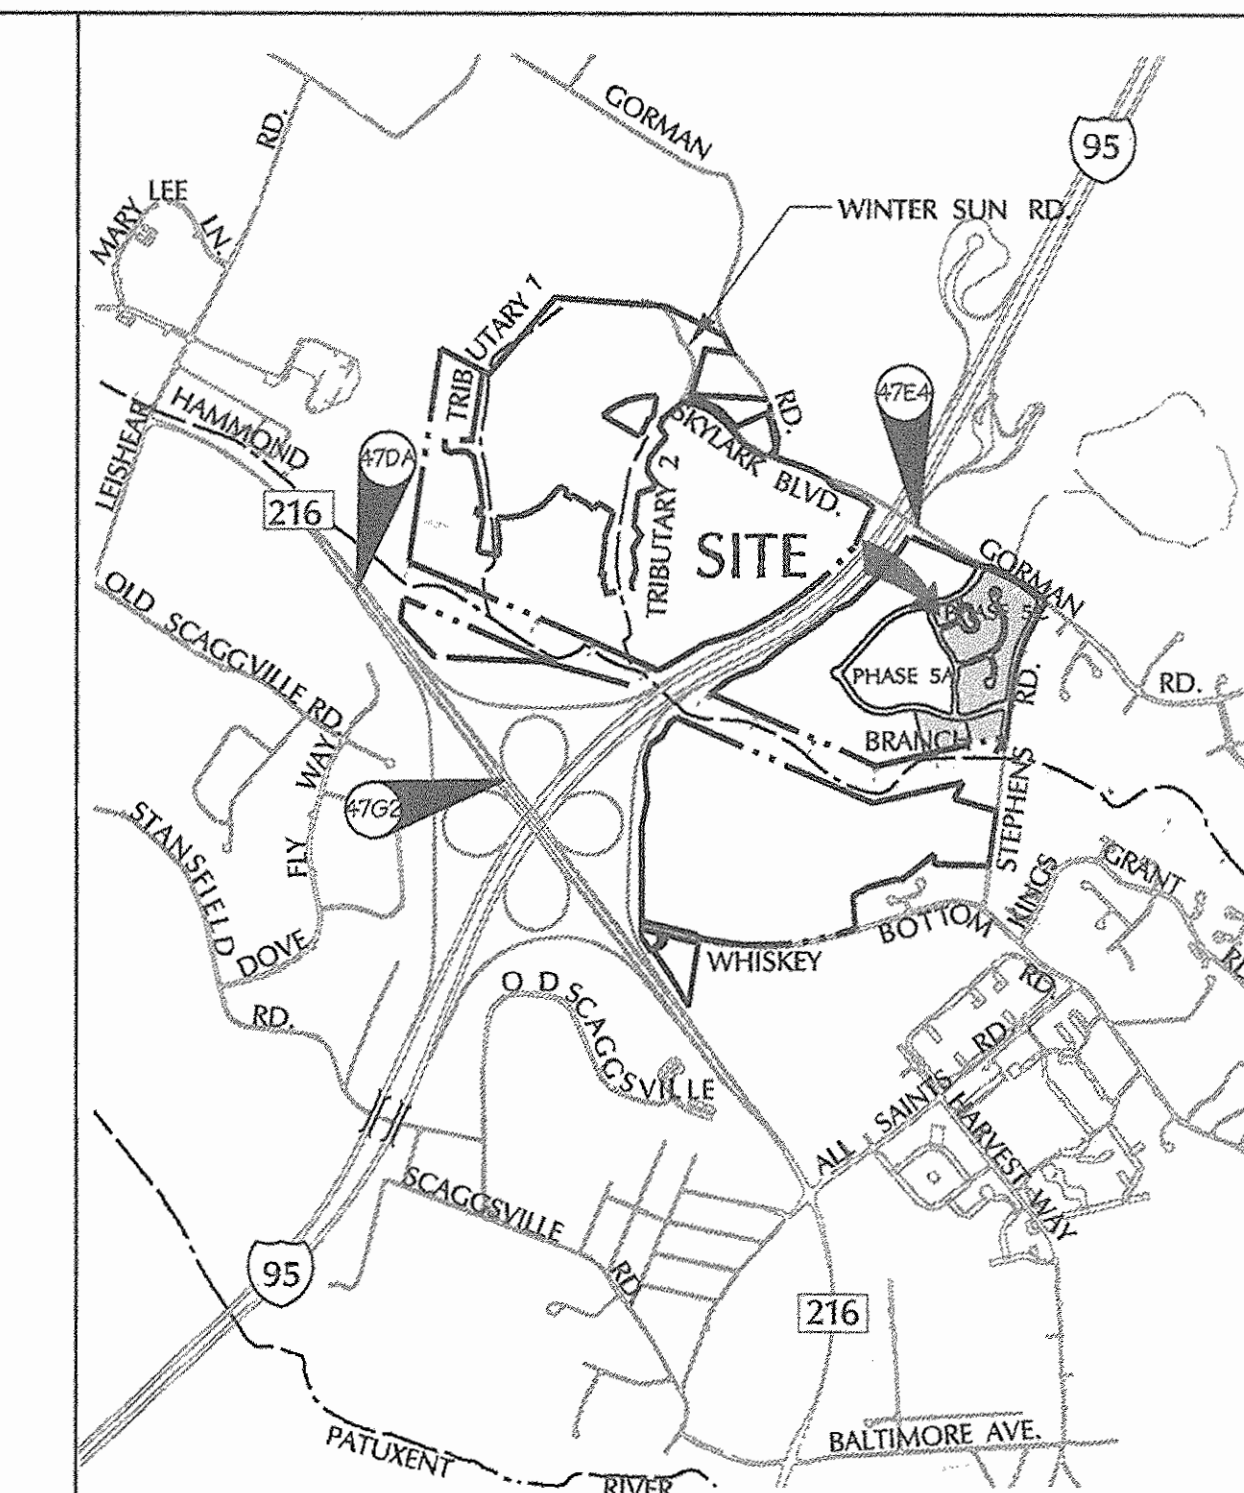 GORMAN
95
RD.
MARY LEE LN.
WINTER SUN RD.
TRIBUTARY 1
47E4
HAMMOND
LEISHEAR
47DA
216
SKYLARK BLVD.
RD.
TRIBUTARY 2
SITE
GORMAN
RD.
OLD SCAGGVILLE RD.
PHASE 5A
RD.
BRANCH
STEPHENS
47G2
FLY WAY
STANSFIELD
DOVE
RD.
KINGS
GRANT
RD.
BOTTOM
WHISKEY
RD.
O D SCAGGSVILLE
ALL SAINTS RD.
HARVEST WAY
SCAGGSVILLE
RD.
95
216
PATUXENT
RIVER
BALTIMORE AVE.